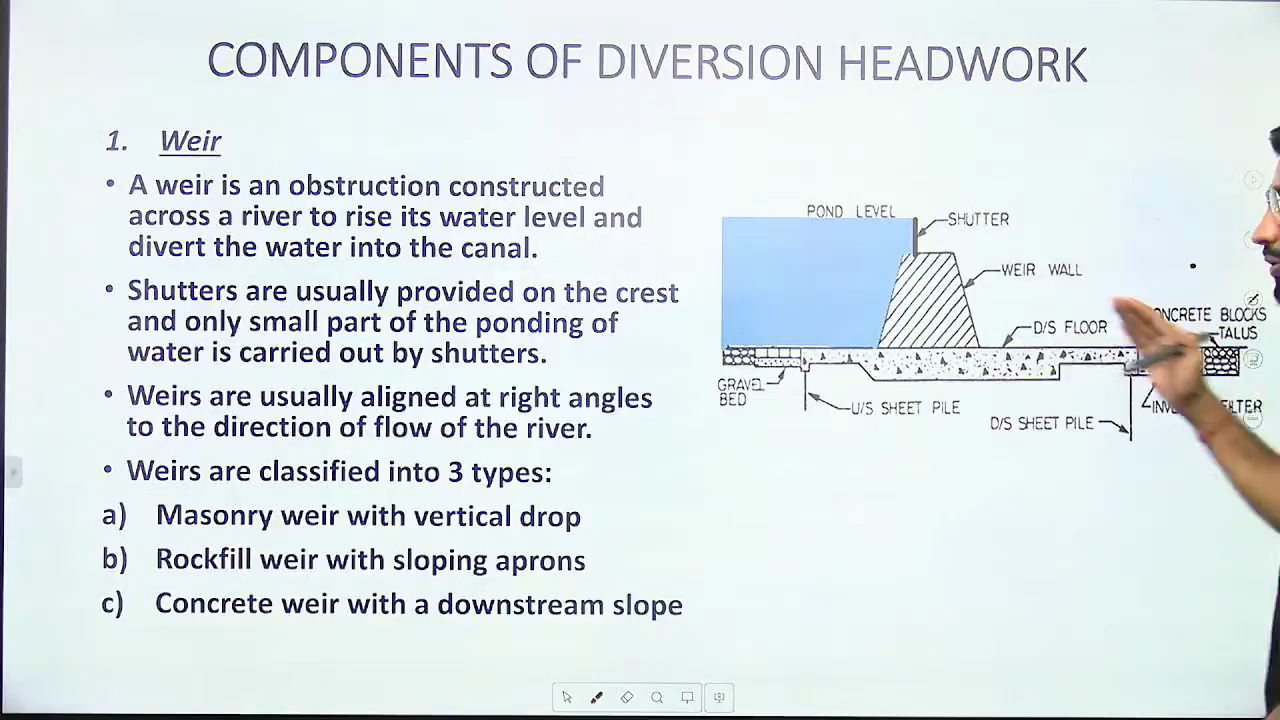 COMPONENTS OF DIVERSION HEADWORK
1. Weir
• A weir is an obstruction constructed
across a river to rise its water level and
divert the water into the canal.
• Shutters are usually provided on the crest
and only small part of the ponding of
water is carried out by shutters.
• Weirs are usually aligned at right angles
to the direction of flow of the river.
• Weirs are classified into 3 types:
a) Masonry weir with vertical drop
b) Rockfill weir with sloping aprons
c) Concrete weir with a downstream slope
POND LEVEL
SHUTTER
WEIR WALL
D/S FLOOR
BLOCKS
TALUS
GRAVEL
BED
U/S SHEET PILE
D/S SHEET PILE